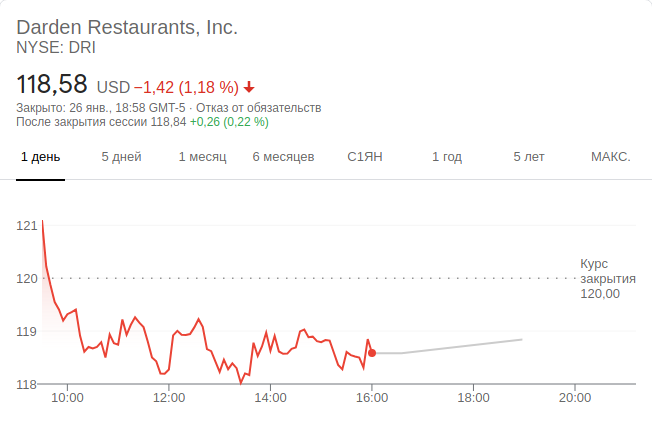 Darden Restaurants, Inc.
NYSE: DRI
118,58 USD −1,42 (1,18 %)
Закрыто: 26 янв., 18:58 GMT-5 · Отказ от обязательств
После закрытия сессии 118,84 +0,26 (0,22 %)
1 день 5 дней 1 месяц 6 месяцев С1ЯН 1 год 5 лет МАКС.
121
120
119
118
Курс
закрытия
120,00
10:00 12:00 14:00 16:00 18:00 20:00